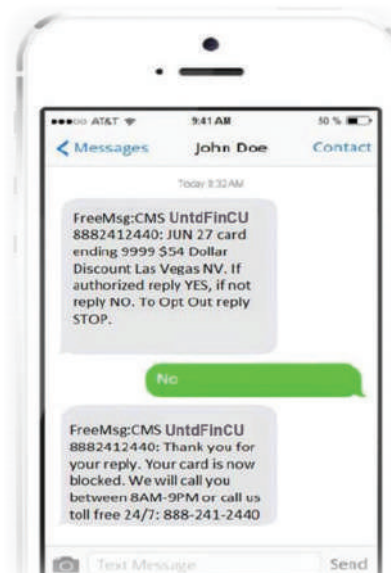 AT&T 9:41 AM 50 %
Messages John Doe Contact
Today 8:32 AM
FreeMsg:CMS UntdFinCU
8882412440: JUN 27 card
ending 9999 $54 Dollar
Discount Las Vegas NV. If
authorized reply YES, if not
reply NO. To Opt Out reply
STOP.
No
FreeMsg:CMS UntdFinCU
8882412440: Thank you for
your reply. Your card is now
blocked. We will call you
between 8AM-9PM or call us
toll free 24/7: 888-241-2440
Text Message Send